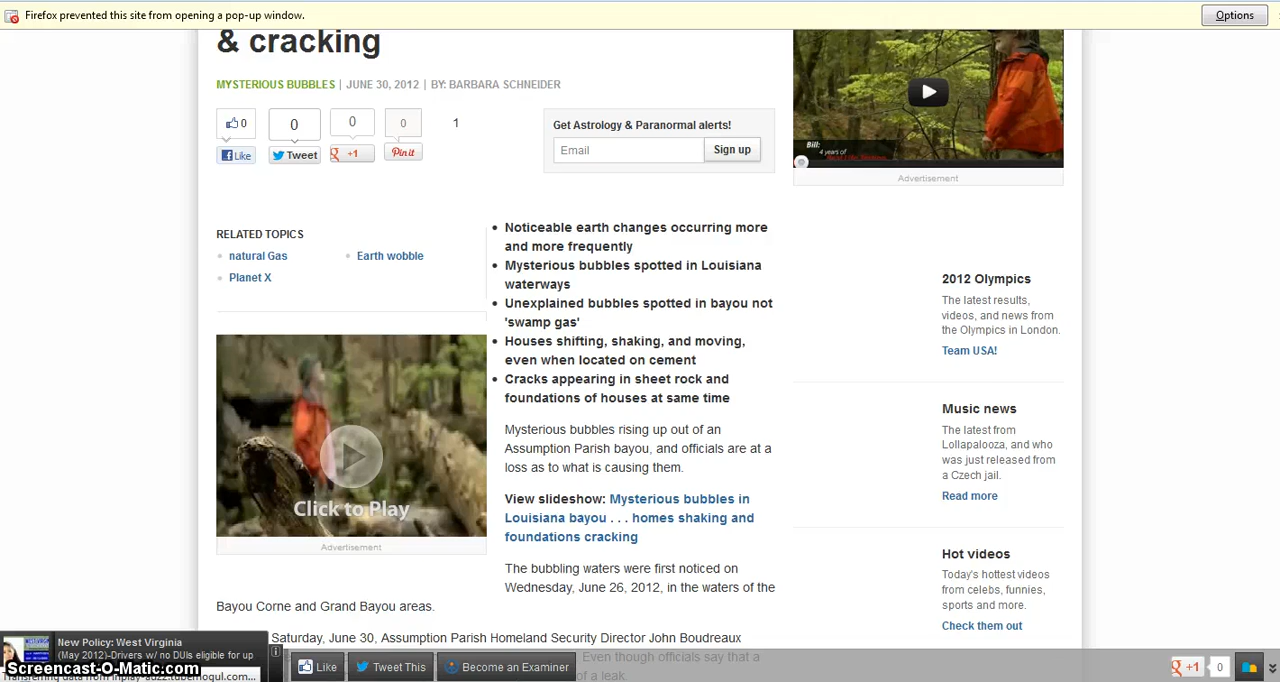 Firefox prevented this site from opening a pop-up window.
Options
& cracking
MYSTERIOUS BUBBLES | JUNE 30, 2012 | BY: BARBARA SCHNEIDER
0
0
0
0
1
Like
Tweet
+1
Pin it
Get Astrology & Paranormal alerts!
Email
Sign up
Bill:
4 years of
Advertisement
RELATED TOPICS
natural Gas
Earth wobble
Planet X
Click to Play
Advertisement
Noticeable earth changes occurring more
and more frequently
Mysterious bubbles spotted in Louisiana
waterways
Unexplained bubbles spotted in bayou not
'swamp gas'
Houses shifting, shaking, and moving,
even when located on cement
Cracks appearing in sheet rock and
foundations of houses at same time
Mysterious bubbles rising up out of an
Assumption Parish bayou, and officials are at a
loss as to what is causing them.
View slideshow: Mysterious bubbles in
Louisiana bayou . . . homes shaking and
foundations cracking
The bubbling waters were first noticed on
Wednesday, June 26, 2012, in the waters of the
Bayou Corne and Grand Bayou areas.
Saturday, June 30, Assumption Parish Homeland Security Director John Boudreaux
Even though officials say that a
of a leak.
2012 Olympics
The latest results,
videos, and news from
the Olympics in London.
Team USA!
Music news
The latest from
Lollapalooza, and who
was just released from
a Czech jail.
Read more
Hot videos
Today's hottest videos
from celebs, funnies,
sports and more.
Check them out
New Policy: West Virginia
(May 2012)-Drivers w/ no DUIs eligible for up
Screencast-O-Matic.com
Transferring data from inplay-adzz.tubemogul.com...
Like
Tweet This
Become an Examiner
+1
0